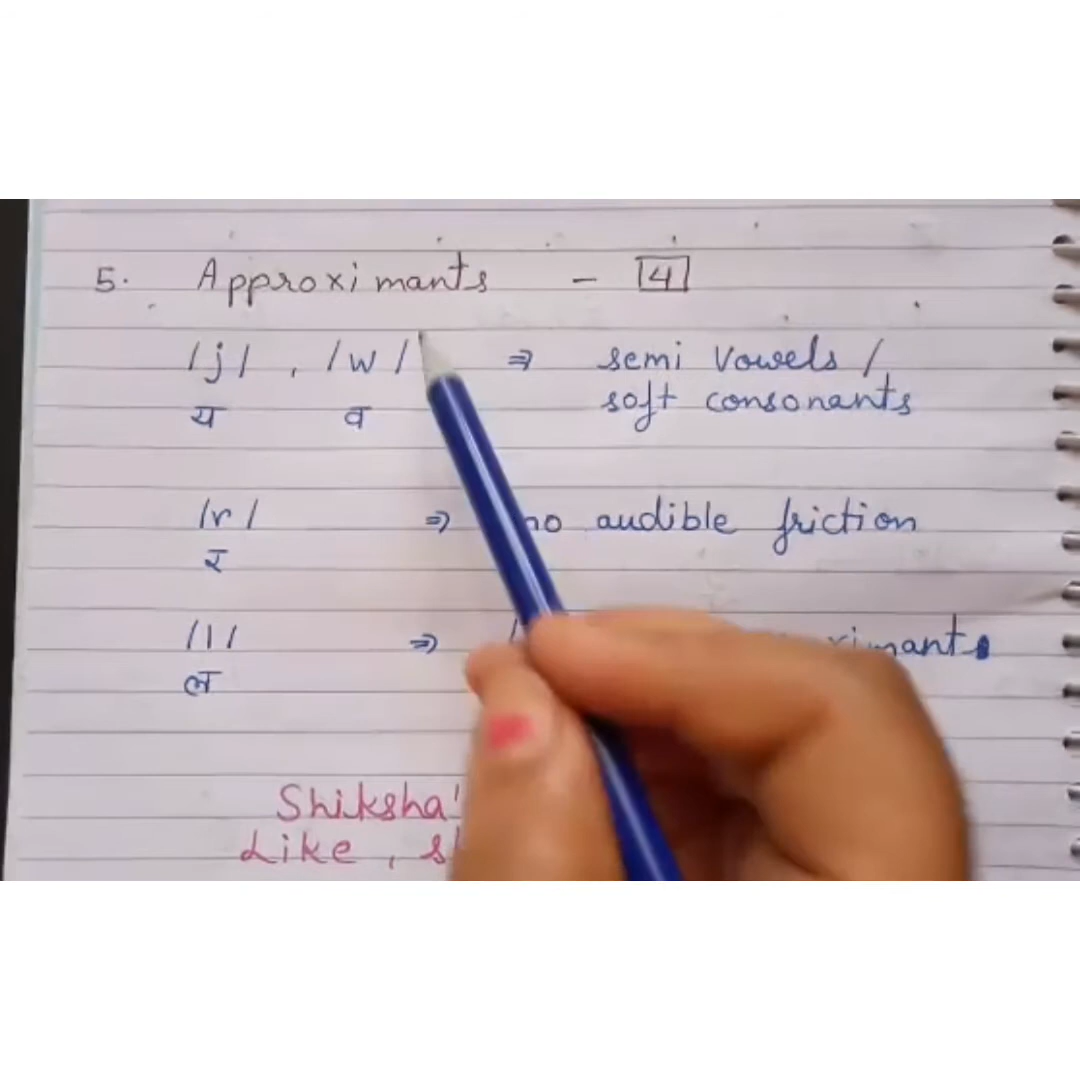 5. Approximants - 4
/j/ , /w/ ⇒ semi vowels /
य व soft consonants
/r/ ⇒ no audible friction
र
/l/ ⇒
ल
Shiksha'
Like ,